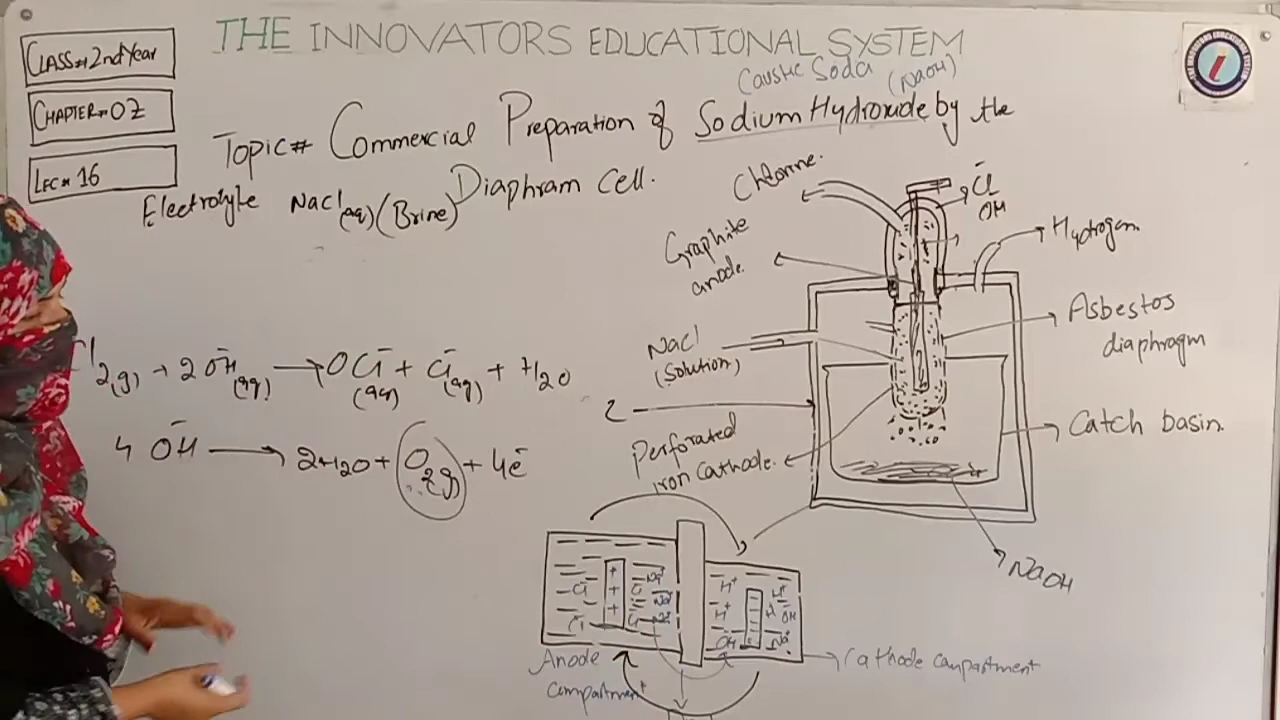 THE INNOVATORS EDUCATIONAL SYSTEM
CLASS# 2nd Year
CHAPTER# 02
LEC# 16
Caustic Soda (NaOH)
Topic# Commercial Preparation of Sodium Hydroxide by the
Diaphram Cell.
Electrolyte NaCl(aq) (Brine)
Chlorine.
Cl⁻
OH
Hydrogen
Graphite
anode.
Asbestos
diaphragm
NaCl
(Solution)
Cl2(g) + 2OH⁻(aq) → OCl⁻(aq) + Cl⁻(aq) + H2O
4OH⁻ → 2H2O + O2(g) + 4e⁻
Perforated
iron cathode.
Catch basin.
NaOH
Anode
Compartment
Cathode compartment